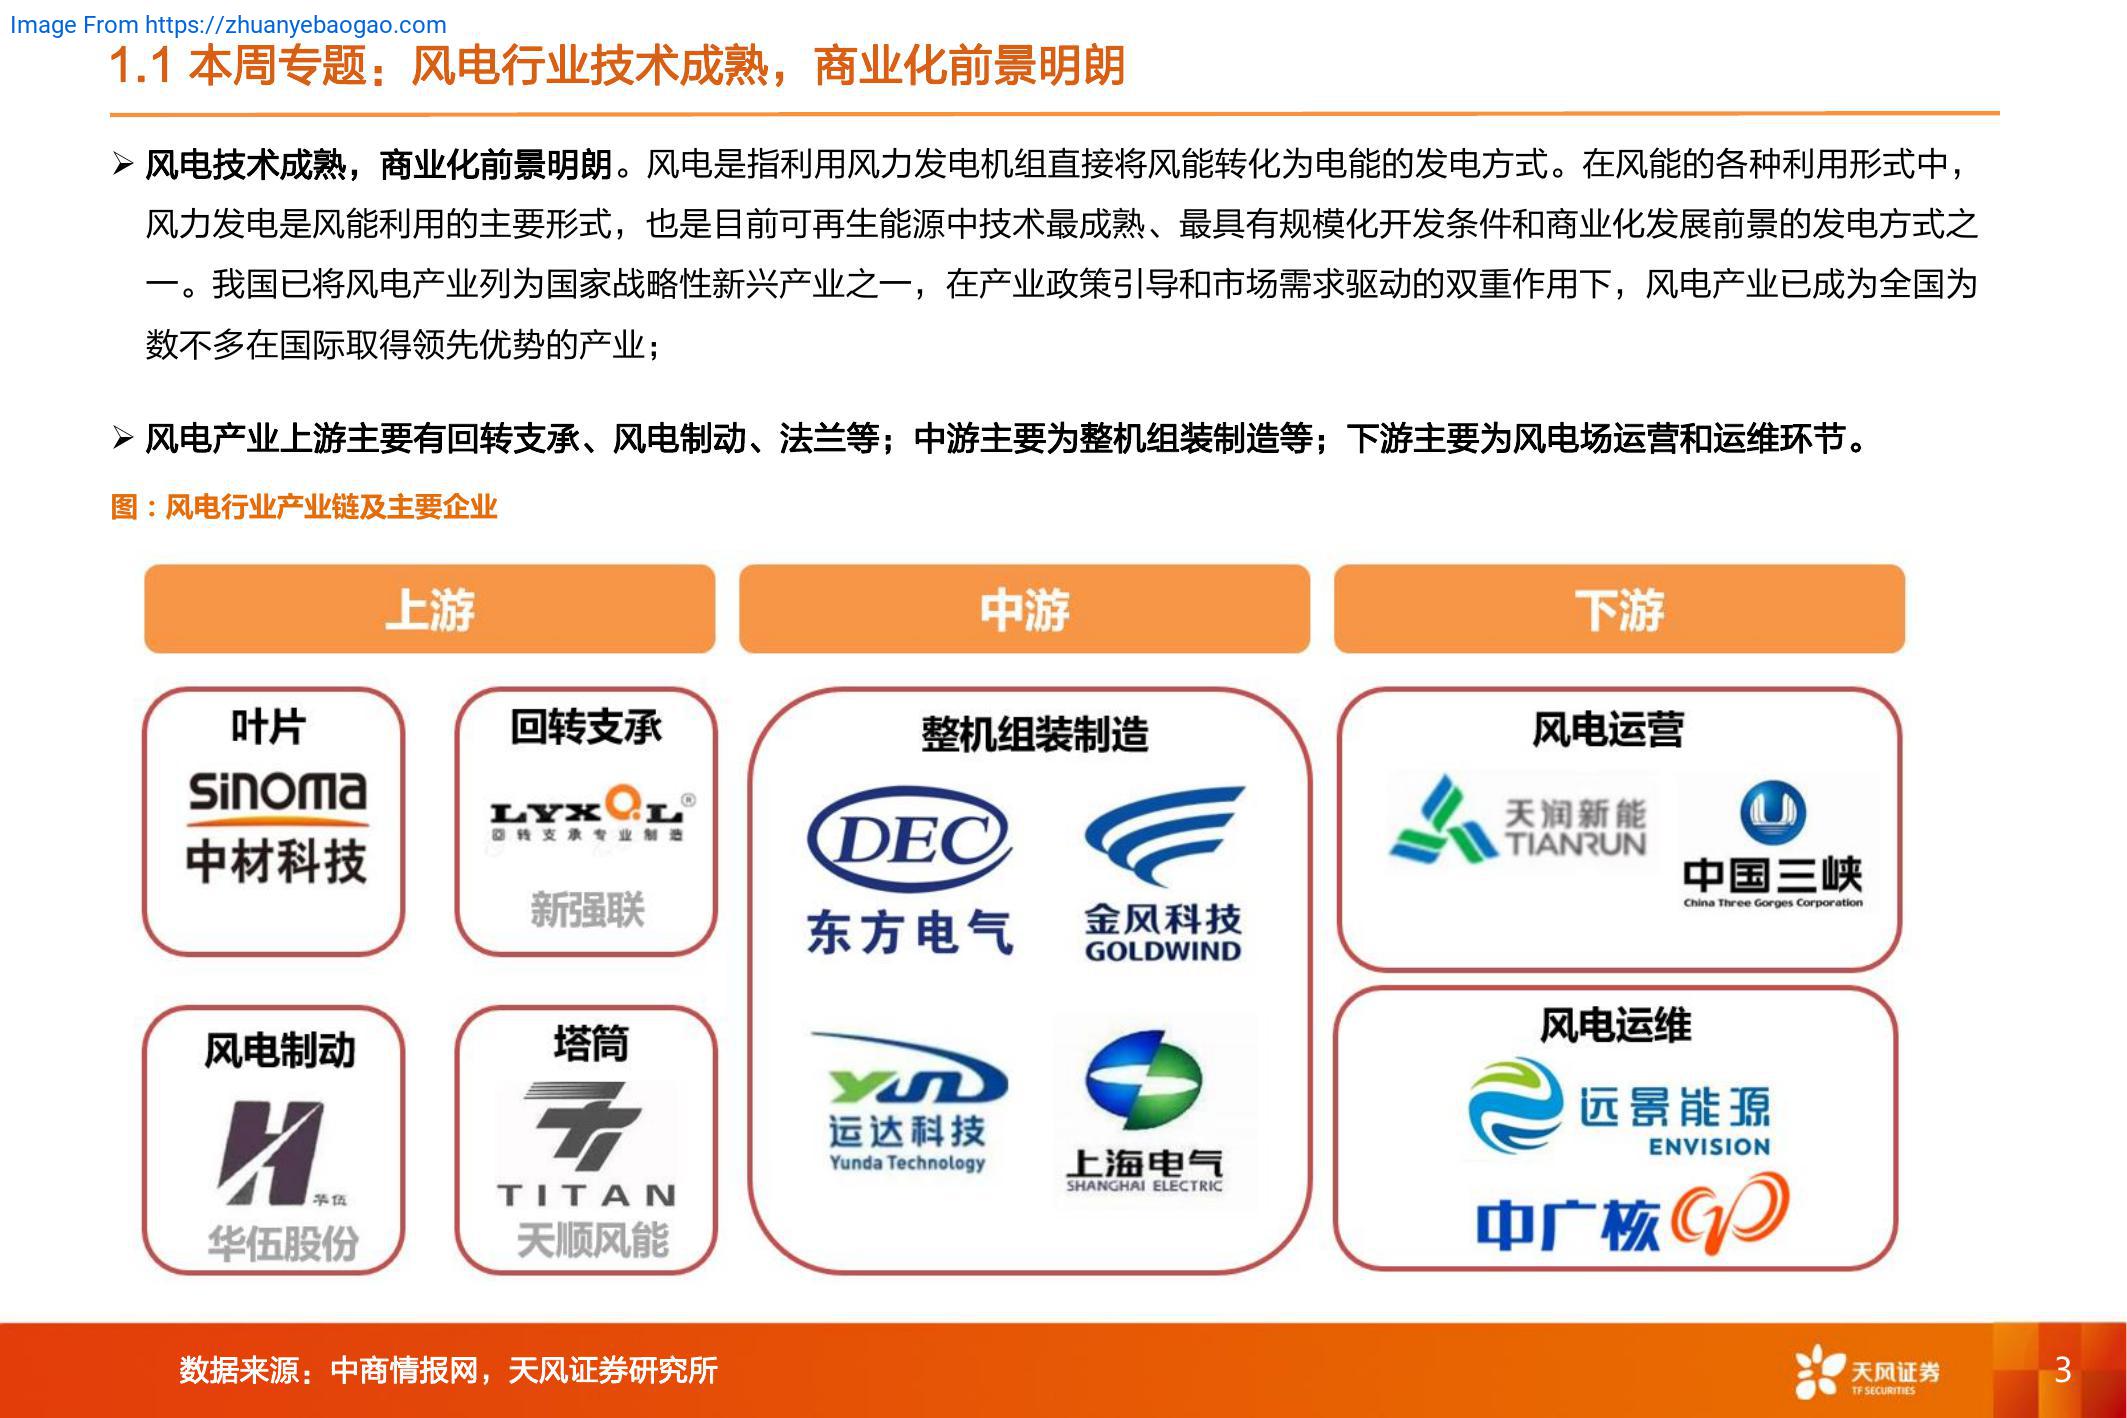 Image From https://zhuanyebaogao.com
1.1 本周专题：风电行业技术成熟，商业化前景明朗
➢ 风电技术成熟，商业化前景明朗。风电是指利用风力发电机组直接将风能转化为电能的发电方式。在风能的各种利用形式中，
风力发电是风能利用的主要形式，也是目前可再生能源中技术最成熟、最具有规模化开发条件和商业化发展前景的发电方式之
一。我国已将风电产业列为国家战略性新兴产业之一，在产业政策引导和市场需求驱动的双重作用下，风电产业已成为全国为
数不多在国际取得领先优势的产业；
➢ 风电产业上游主要有回转支承、风电制动、法兰等；中游主要为整机组装制造等；下游主要为风电场运营和运维环节。
图：风电行业产业链及主要企业
上游
中游
下游
叶片
sinoma
中材科技
回转支承
LYXQL®
回转支承专业制造
新强联
风电制动
华伍
华伍股份
塔筒
TITAN
天顺风能
整机组装制造
DEC
东方电气
金风科技
GOLDWIND
运达科技
Yunda Technology
上海电气
SHANGHAI ELECTRIC
风电运营
天润新能
TIANRUN
中国三峡
China Three Gorges Corporation
风电运维
远景能源
ENVISION
中广核
数据来源：中商情报网，天风证券研究所
天风证券
TF SECURITIES
3